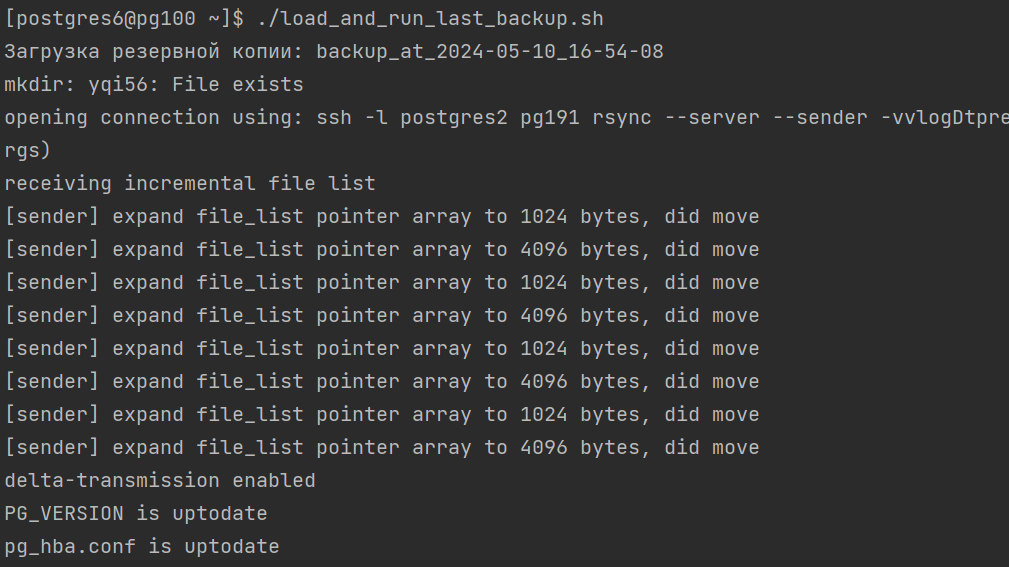 [postgres6@pg100 ~]$ ./load_and_run_last_backup.sh
Загрузка резервной копии: backup_at_2024-05-10_16-54-08
mkdir: yqi56: File exists
opening connection using: ssh -l postgres2 pg191 rsync --server --sender -vvlogDtpre
rgs)
receiving incremental file list
[sender] expand file_list pointer array to 1024 bytes, did move
[sender] expand file_list pointer array to 4096 bytes, did move
[sender] expand file_list pointer array to 1024 bytes, did move
[sender] expand file_list pointer array to 4096 bytes, did move
[sender] expand file_list pointer array to 1024 bytes, did move
[sender] expand file_list pointer array to 4096 bytes, did move
[sender] expand file_list pointer array to 1024 bytes, did move
[sender] expand file_list pointer array to 4096 bytes, did move
delta-transmission enabled
PG_VERSION is uptodate
pg_hba.conf is uptodate